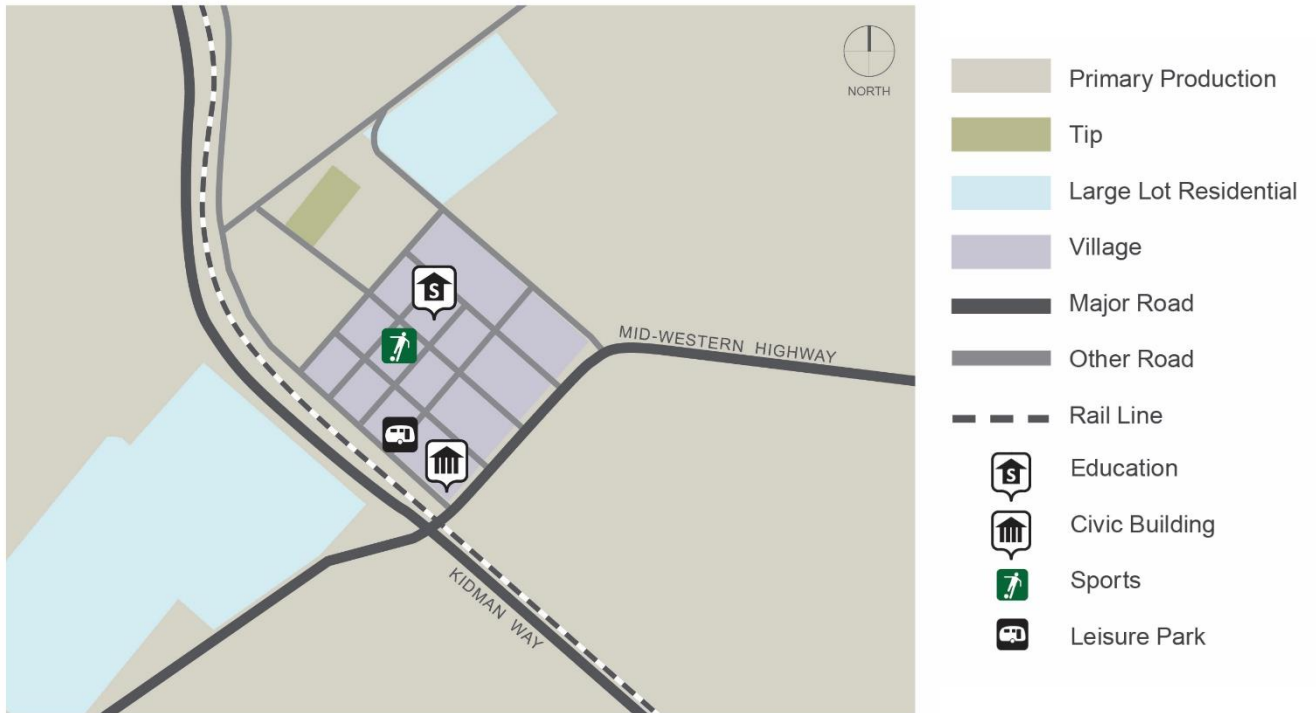 NORTH
MID-WESTERN HIGHWAY
KIDMAN WAY
S
Primary Production
Tip
Large Lot Residential
Village
Major Road
Other Road
Rail Line
S
Education
Civic Building
Sports
Leisure Park